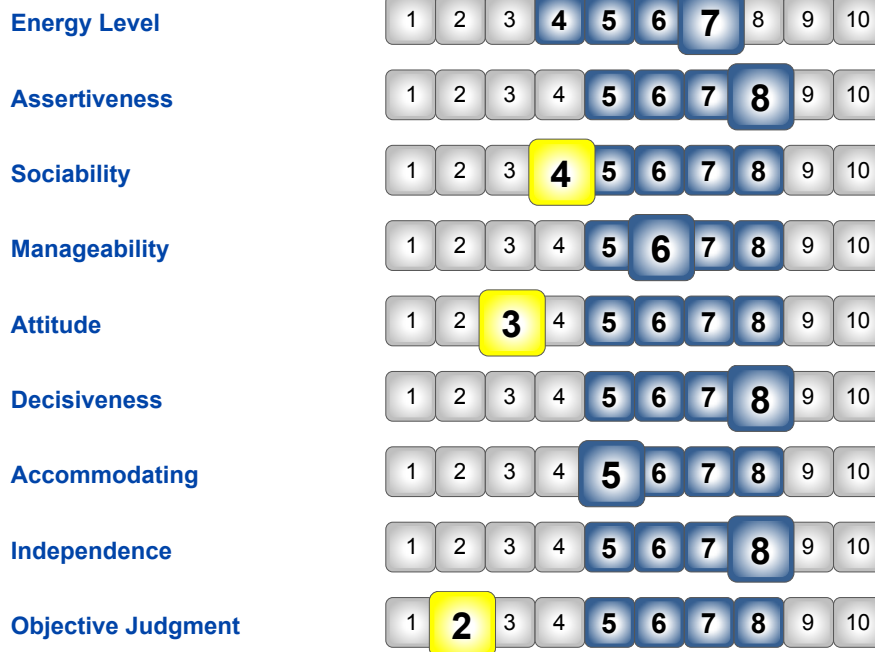 Energy Level 1 2 3 4 5 6 7 8 9 10
Assertiveness 1 2 3 4 5 6 7 8 9 10
Sociability 1 2 3 4 5 6 7 8 9 10
Manageability 1 2 3 4 5 6 7 8 9 10
Attitude 1 2 3 4 5 6 7 8 9 10
Decisiveness 1 2 3 4 5 6 7 8 9 10
Accommodating 1 2 3 4 5 6 7 8 9 10
Independence 1 2 3 4 5 6 7 8 9 10
Objective Judgment 1 2 3 4 5 6 7 8 9 10